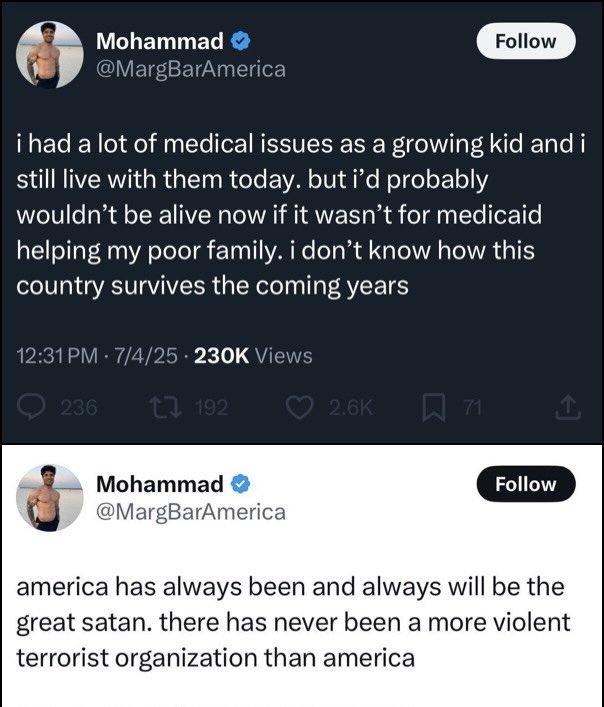 Mohammad
Follow
@MargBarAmerica
i had a lot of medical issues as a growing kid and i
still live with them today. but i’d probably
wouldn’t be alive now if it wasn’t for medicaid
helping my poor family. i don’t know how this
country survives the coming years
12:31 PM · 7/4/25 · 230K Views
236 192 2.6K 71
Mohammad
Follow
@MargBarAmerica
america has always been and always will be the
great satan. there has never been a more violent
terrorist organization than america